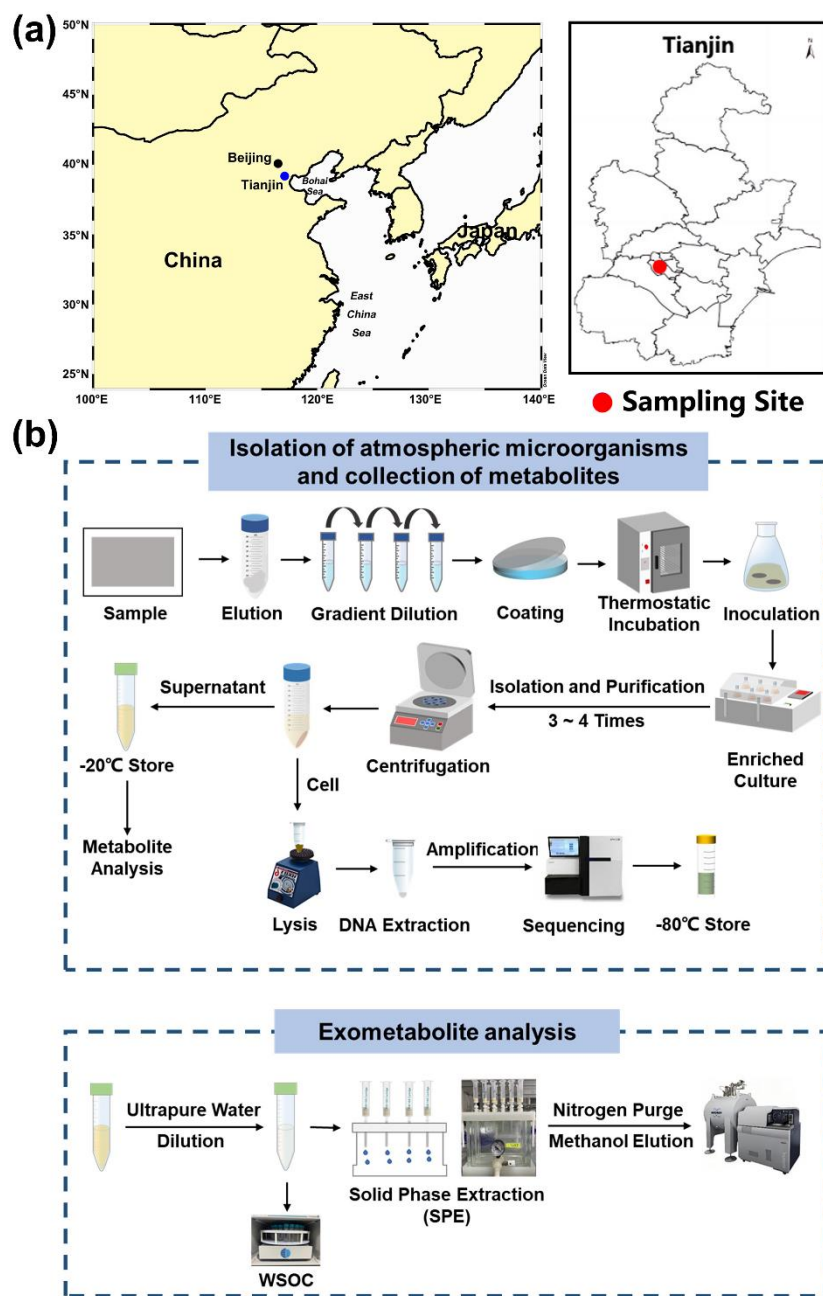 (a)
50°N
45°N
40°N
35°N
30°N
25°N
100°E
110°E
120°E
130°E
140°E
Beijing
Tianjin
Bohai
Sea
China
Japan
East
China
Sea
Tianjin
N
Sampling Site
(b)
Isolation of atmospheric microorganisms
and collection of metabolites
Sample
Elution
Gradient Dilution
Coating
Thermostatic
Incubation
Inoculation
Supernatant
Isolation and Purification
3 ~ 4 Times
-20℃ Store
Centrifugation
Enriched
Culture
Cell
Metabolite
Analysis
Amplification
Lysis
DNA Extraction
Sequencing
-80℃ Store
Exometabolite analysis
Ultrapure Water
Dilution
Nitrogen Purge
Methanol Elution
Solid Phase Extraction
(SPE)
WSOC